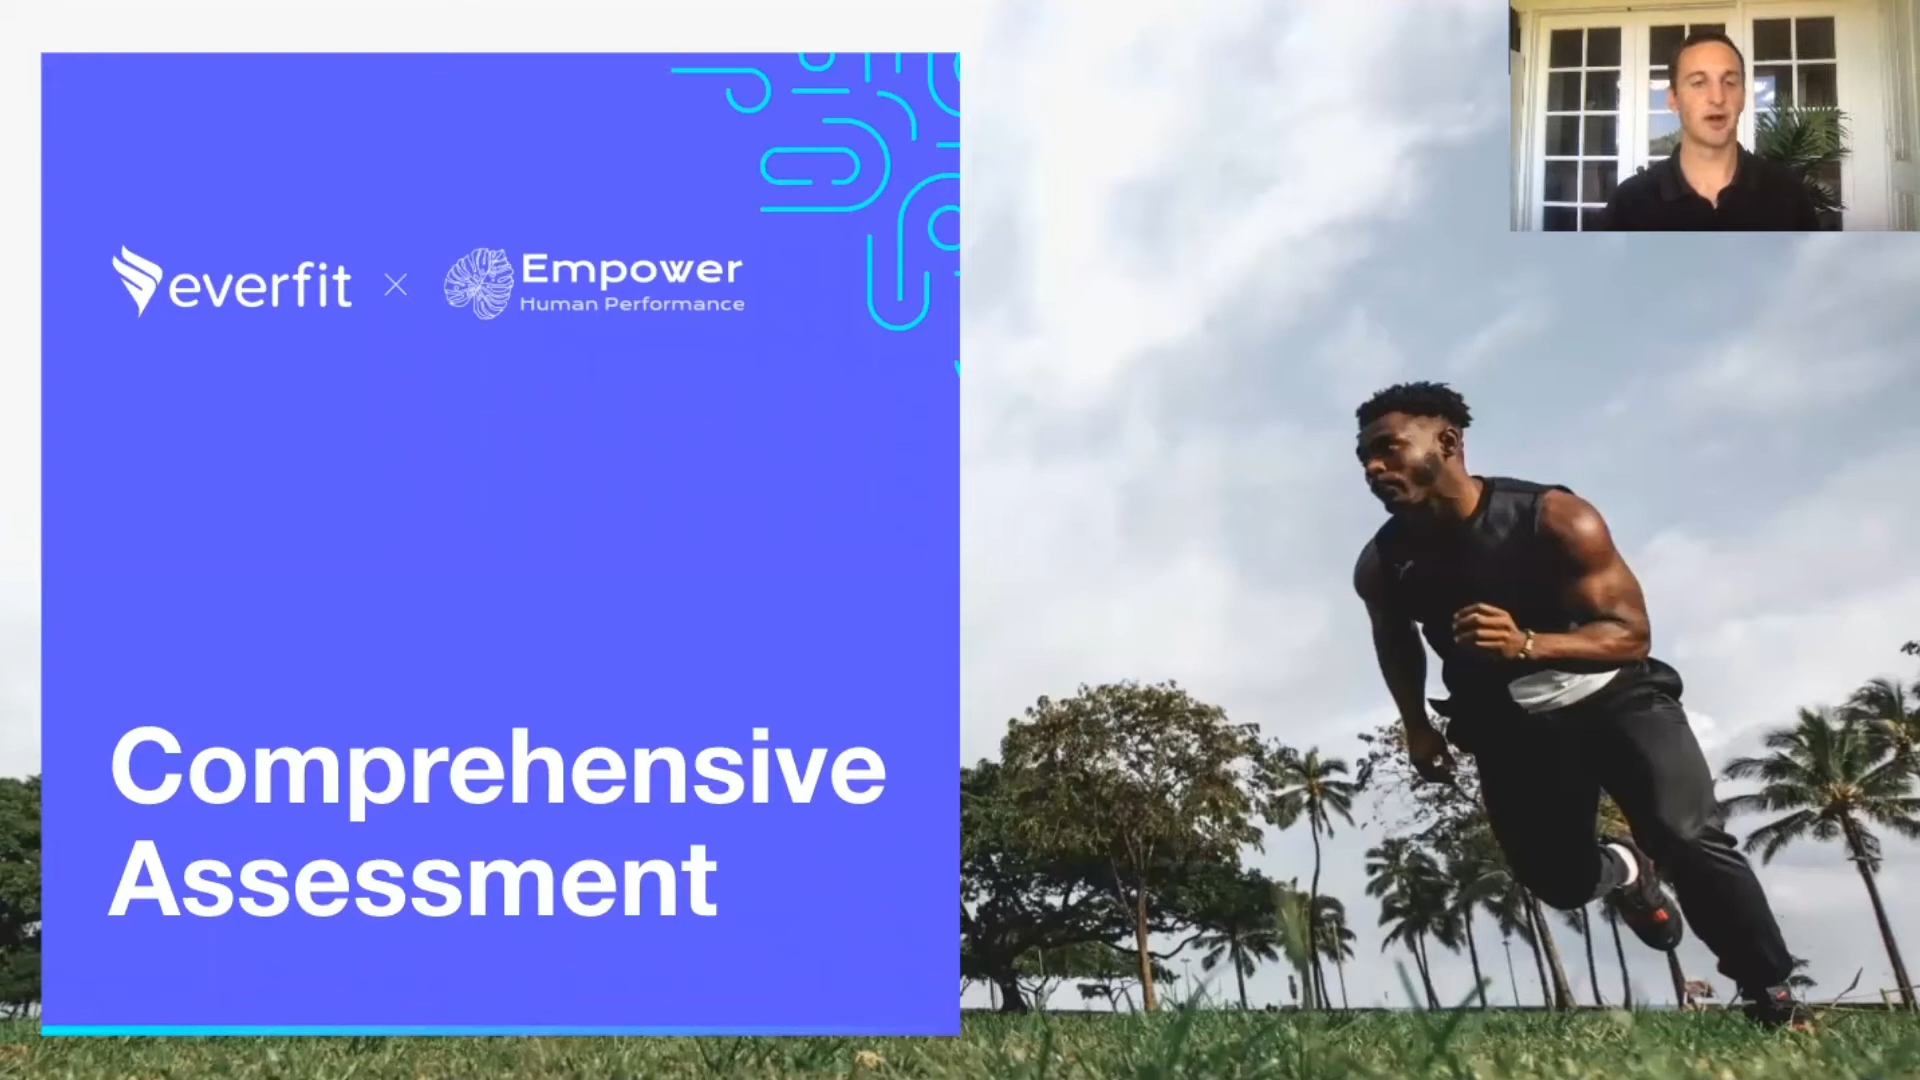 everfit × Empower
Human Performance
Comprehensive
Assessment